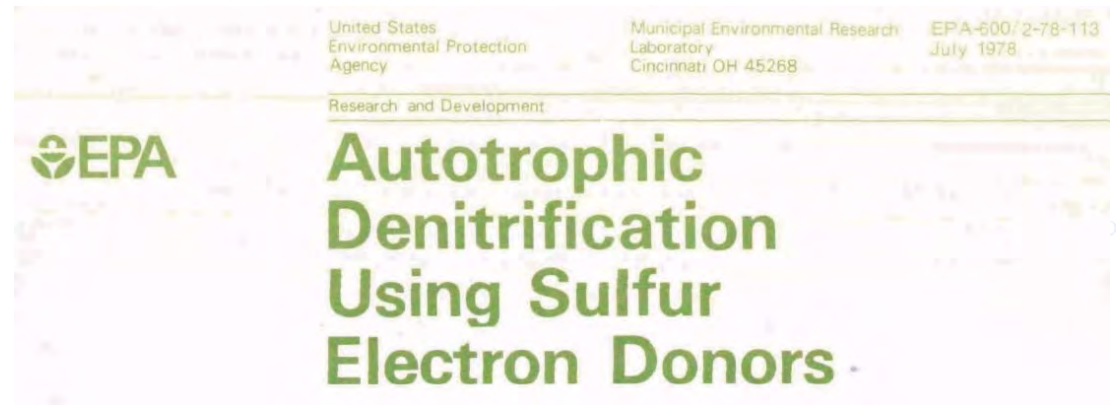 United States
Environmental Protection
Agency
Municipal Environmental Research
Laboratory
Cincinnati OH 45268
EPA-600/2-78-113
July 1978
Research and Development
EPA
Autotrophic
Denitrification
Using Sulfur
Electron Donors